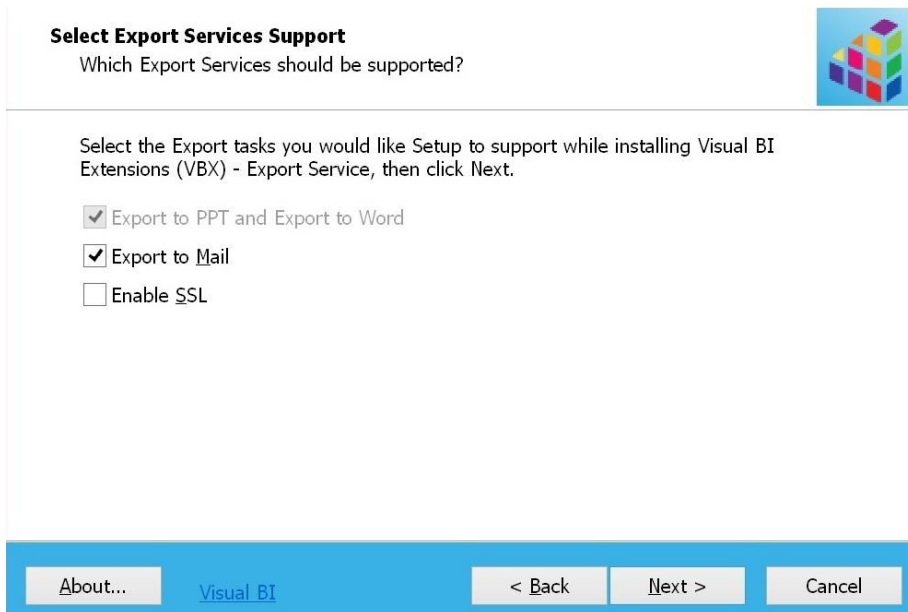 Select Export Services Support
Which Export Services should be supported?
Select the Export tasks you would like Setup to support while installing Visual BI
Extensions (VBX) - Export Service, then click Next.
Export to PPT and Export to Word
Export to Mail
Enable SSL
About...
Visual BI
< Back
Next >
Cancel